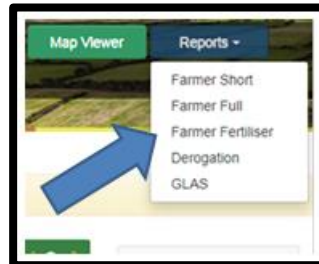 Map Viewer
Reports
Farmer Short
Farmer Full
Farmer Fertiliser
Derogation
GLAS